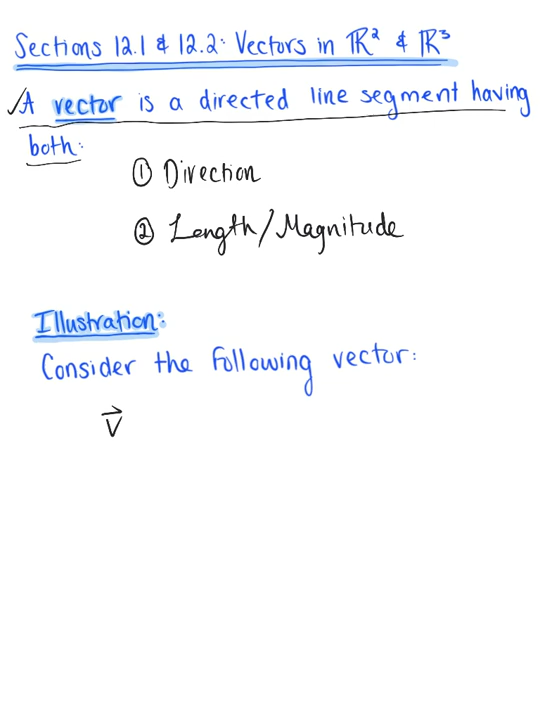 Sections 12.1 & 12.2: Vectors in ℝ² & ℝ³
A vector is a directed line segment having
both:
① Direction
② Length/Magnitude
Illustration:
Consider the following vector:
v⃗